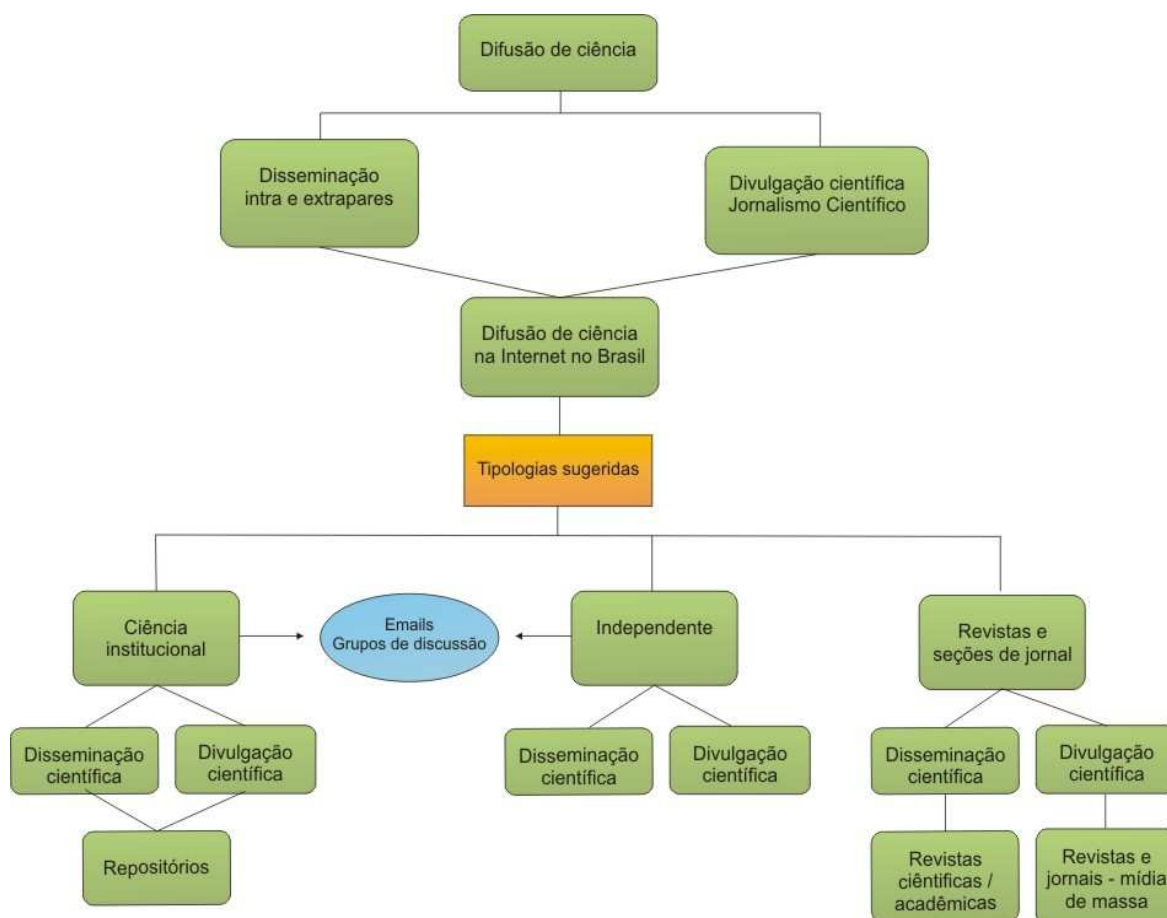 Difusão de ciência
Disseminação
intra e extrapares
Divulgação científica
Jornalismo Científico
Difusão de ciência
na Internet no Brasil
Tipologias sugeridas
Ciência
institucional
Emails
Grupos de discussão
Independente
Revistas e
seções de jornal
Disseminação
científica
Divulgação
científica
Disseminação
científica
Divulgação
científica
Disseminação
científica
Divulgação
científica
Repositórios
Revistas
ciêntificas /
acadêmicas
Revistas e
jornais - mídia
de massa